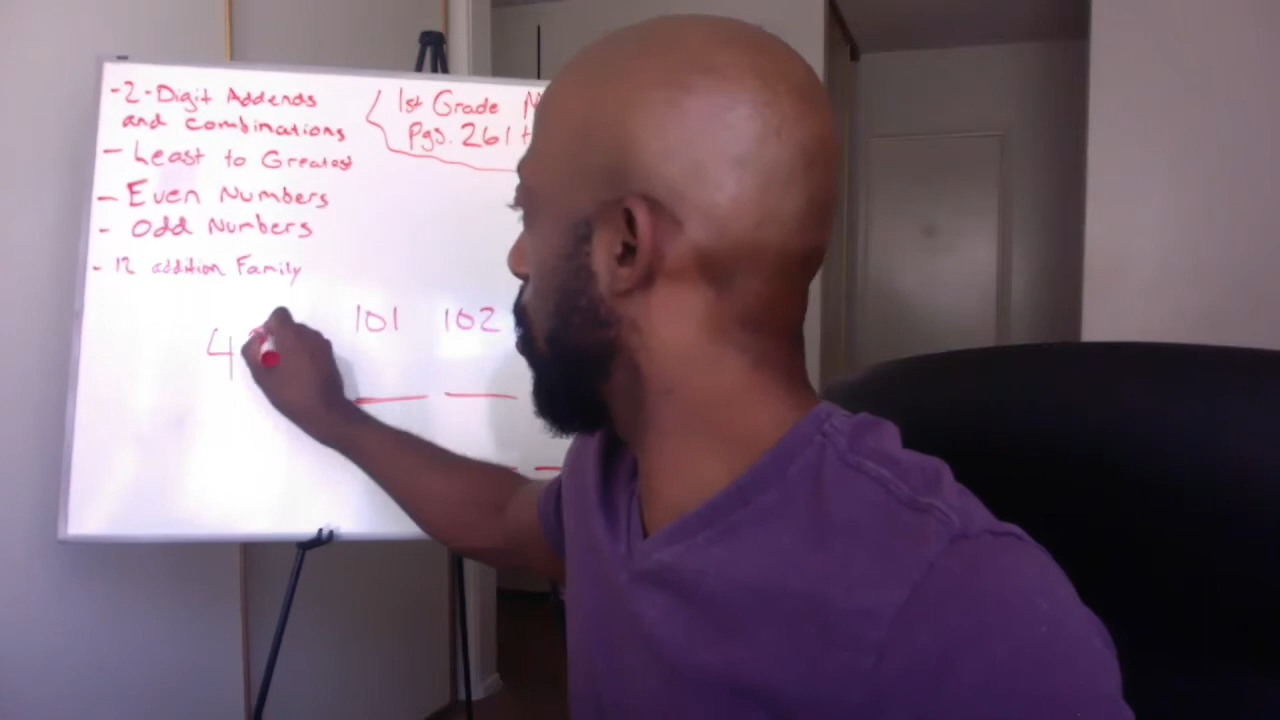 -2-Digit Addends
and combinations
- Least to Greatest
- Even Numbers
- Odd Numbers
- 12 addition Family
1st Grade
Pgs. 261
101 102
4